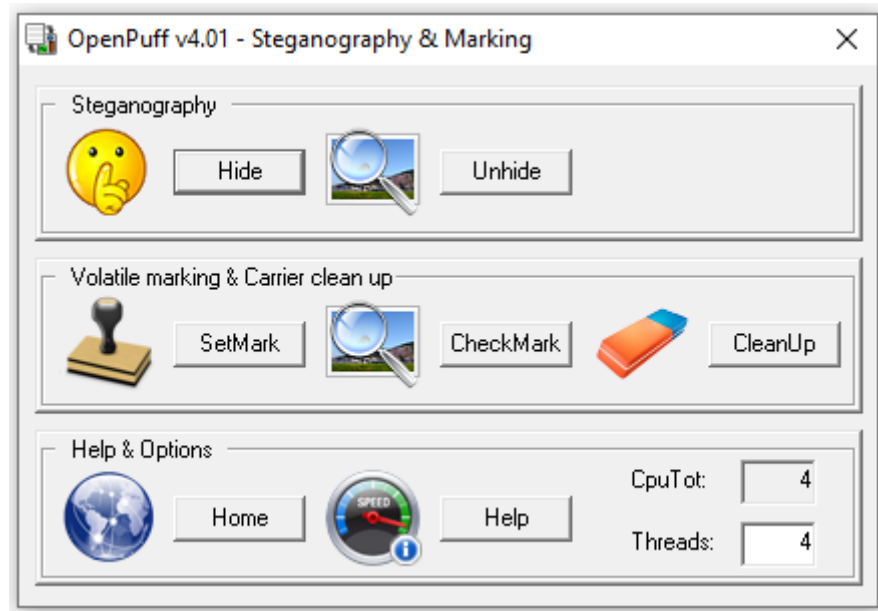 OpenPuff v4.01 - Steganography & Marking
Steganography
Hide
Unhide
Volatile marking & Carrier clean up
SetMark
CheckMark
CleanUp
Help & Options
CpuTot: 4
Home
SPEED
Help
Threads: 4